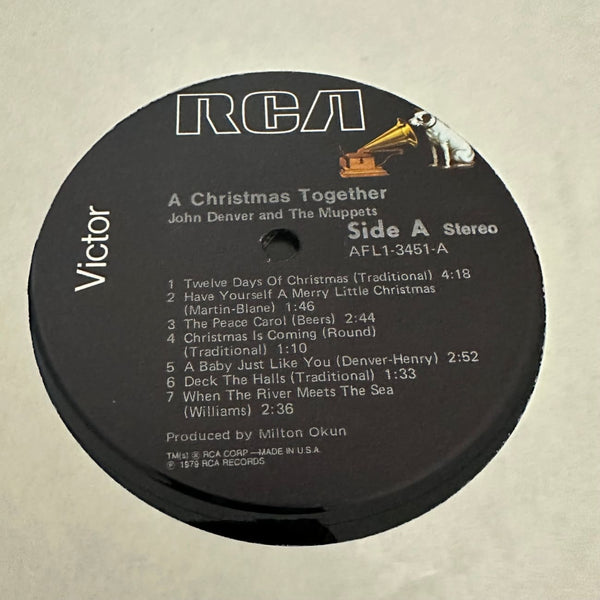 RCA
Victor
A Christmas Together
John Denver and The Muppets
Side A Stereo
AFL1-3451-A
1 Twelve Days Of Christmas (Traditional) 4:18
2 Have Yourself A Merry Little Christmas
(Martin-Blane) 1:46
3 The Peace Carol (Beers) 2:44
4 Christmas Is Coming (Round)
(Traditional) 1:10
5 A Baby Just Like You (Denver-Henry) 2:52
6 Deck The Halls (Traditional) 1:33
7 When The River Meets The Sea
(Williams) 2:36
Produced by Milton Okun
TM(s) ® RCA CORP—MADE IN U.S.A.
℗ 1979 RCA RECORDS